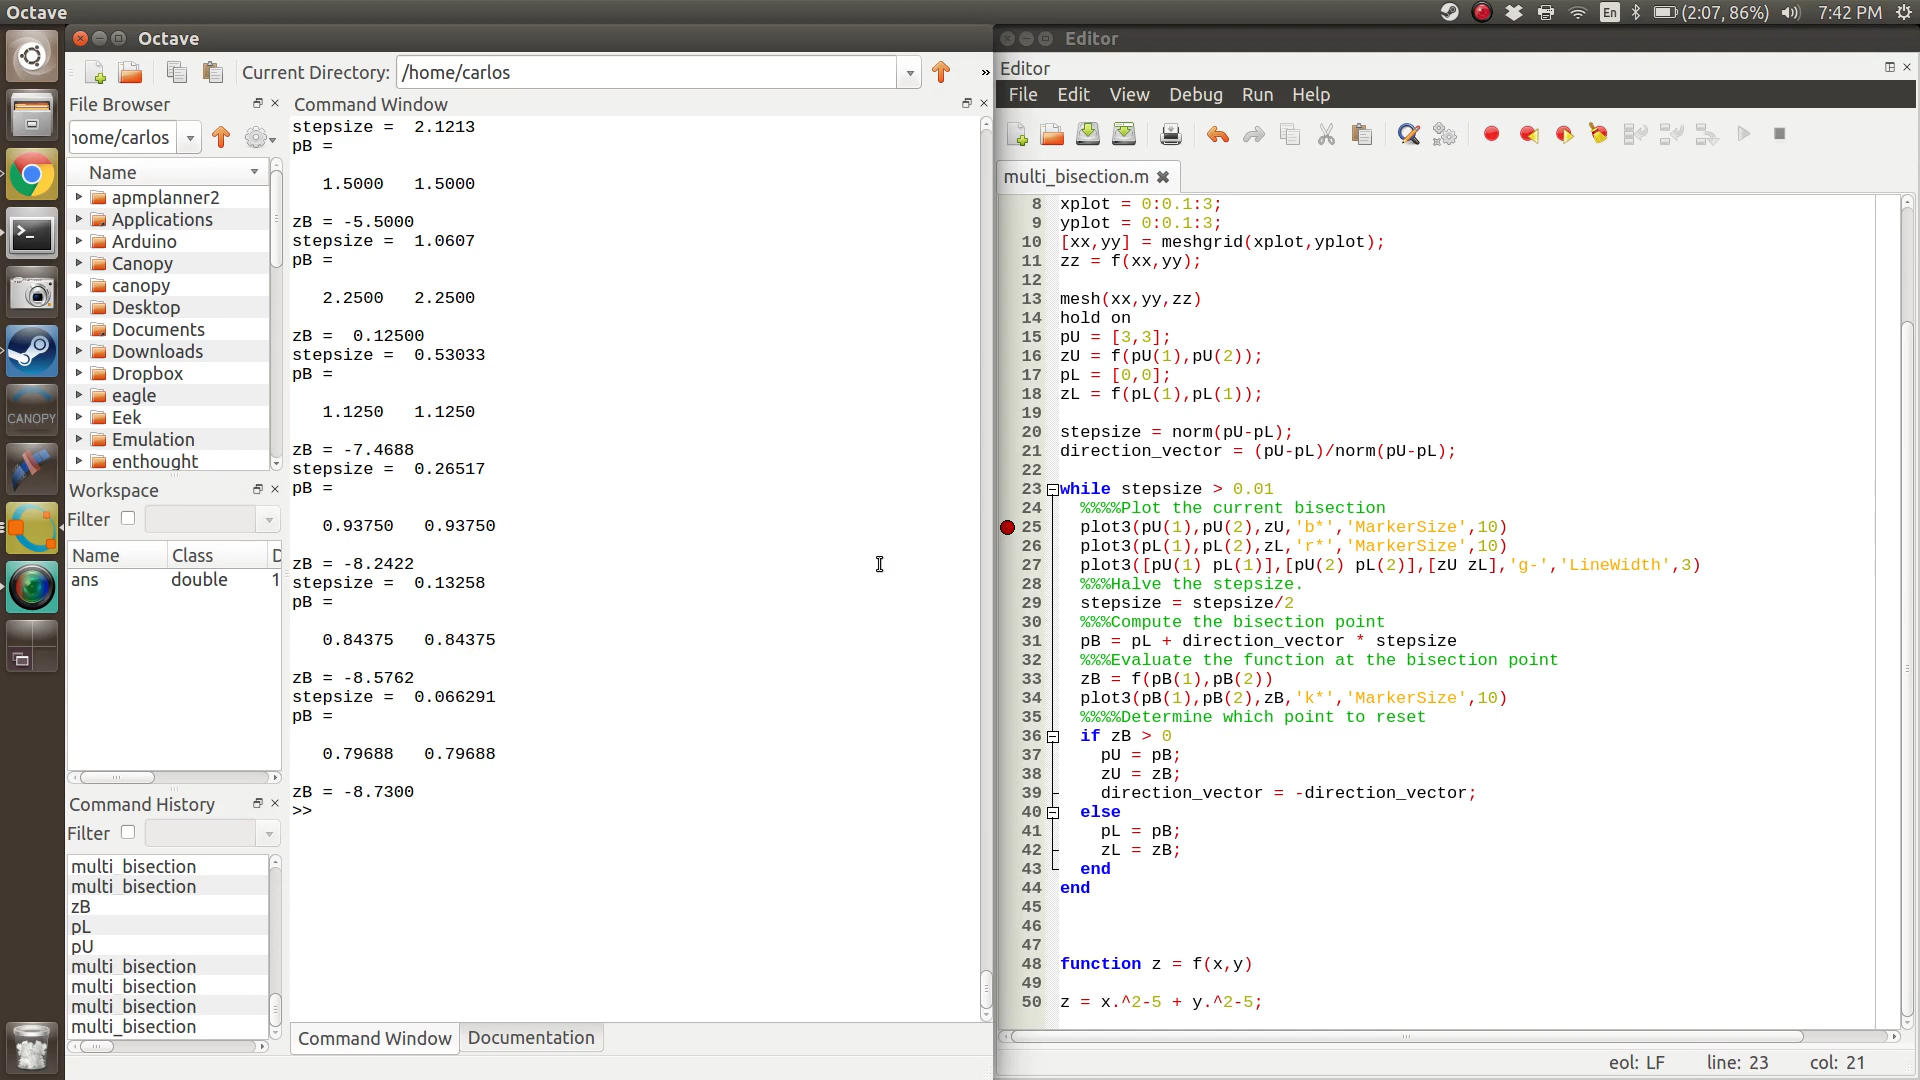 Octave
En
(2:07, 86%)
7:42 PM
Octave
Current Directory:
/home/carlos
»
File Browser
home/carlos
Name
apmplanner2
Applications
Arduino
Canopy
canopy
Desktop
Documents
Downloads
Dropbox
eagle
Eek
Emulation
enthought
CANOPY
Workspace
Filter
Name Class D
ans double 1
Command History
Filter
multi_bisection
multi_bisection
zB
pL
pU
multi_bisection
multi_bisection
multi_bisection
multi_bisection
Command Window
stepsize =  2.1213
pB =
1.5000   1.5000
zB = -5.5000
stepsize =  1.0607
pB =
2.2500   2.2500
zB =  0.12500
stepsize =  0.53033
pB =
1.1250   1.1250
zB = -7.4688
stepsize =  0.26517
pB =
0.93750   0.93750
zB = -8.2422
stepsize =  0.13258
pB =
0.84375   0.84375
zB = -8.5762
stepsize =  0.066291
pB =
0.79688   0.79688
zB = -8.7300
>>
Command Window
Documentation
Editor
Editor
File Edit View Debug Run Help
multi_bisection.m
8 xplot = 0:0.1:3;
9 yplot = 0:0.1:3;
10 [xx,yy] = meshgrid(xplot,yplot);
11 zz = f(xx,yy);
12
13 mesh(xx,yy,zz)
14 hold on
15 pU = [3,3];
16 zU = f(pU(1),pU(2));
17 pL = [0,0];
18 zL = f(pL(1),pL(1));
19
20 stepsize = norm(pU-pL);
21 direction_vector = (pU-pL)/norm(pU-pL);
22
23 while stepsize > 0.01
24 %%%%Plot the current bisection
25 plot3(pU(1),pU(2),zU,'b*','MarkerSize',10)
26 plot3(pL(1),pL(2),zL,'r*','MarkerSize',10)
27 plot3([pU(1) pL(1)],[pU(2) pL(2)],[zU zL],'g-','LineWidth',3)
28 %%%Halve the stepsize.
29 stepsize = stepsize/2
30 %%%Compute the bisection point
31 pB = pL + direction_vector * stepsize
32 %%%Evaluate the function at the bisection point
33 zB = f(pB(1),pB(2))
34 plot3(pB(1),pB(2),zB,'k*','MarkerSize',10)
35 %%%%Determine which point to reset
36 if zB > 0
37 pU = pB;
38 zU = zB;
39 direction_vector = -direction_vector;
40 else
41 pL = pB;
42 zL = zB;
43 end
44 end
45
46
47
48 function z = f(x,y)
49
50 z = x.^2-5 + y.^2-5;
eol: LF line: 23 col: 21